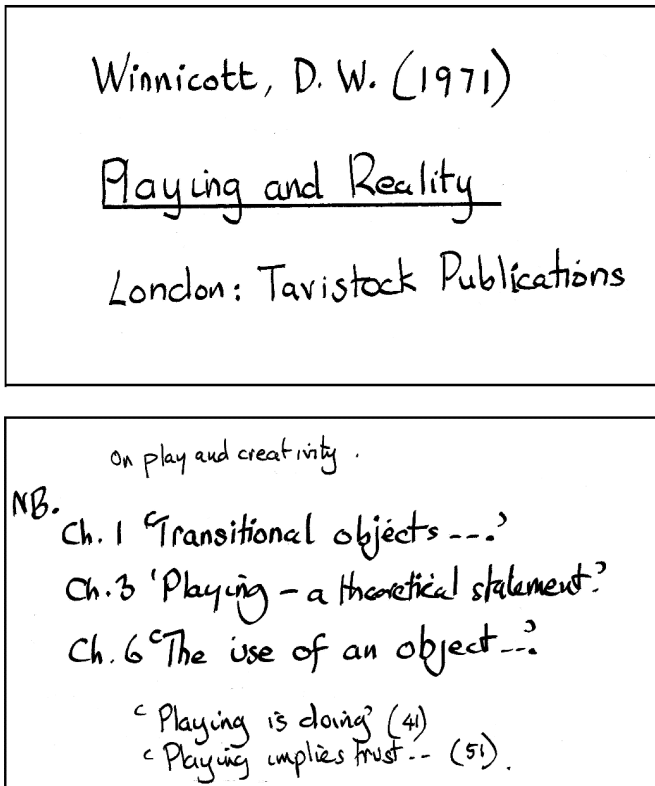 Winnicott, D. W. (1971)
Playing and Reality
London: Tavistock Publications
On play and creativity.
NB.
Ch. 1 'Transitional objects ---.'
Ch. 3 'Playing - a theoretical statement.'
Ch. 6 'The use of an object --.'
'Playing is doing' (41)
'Playing implies trust-- (51).